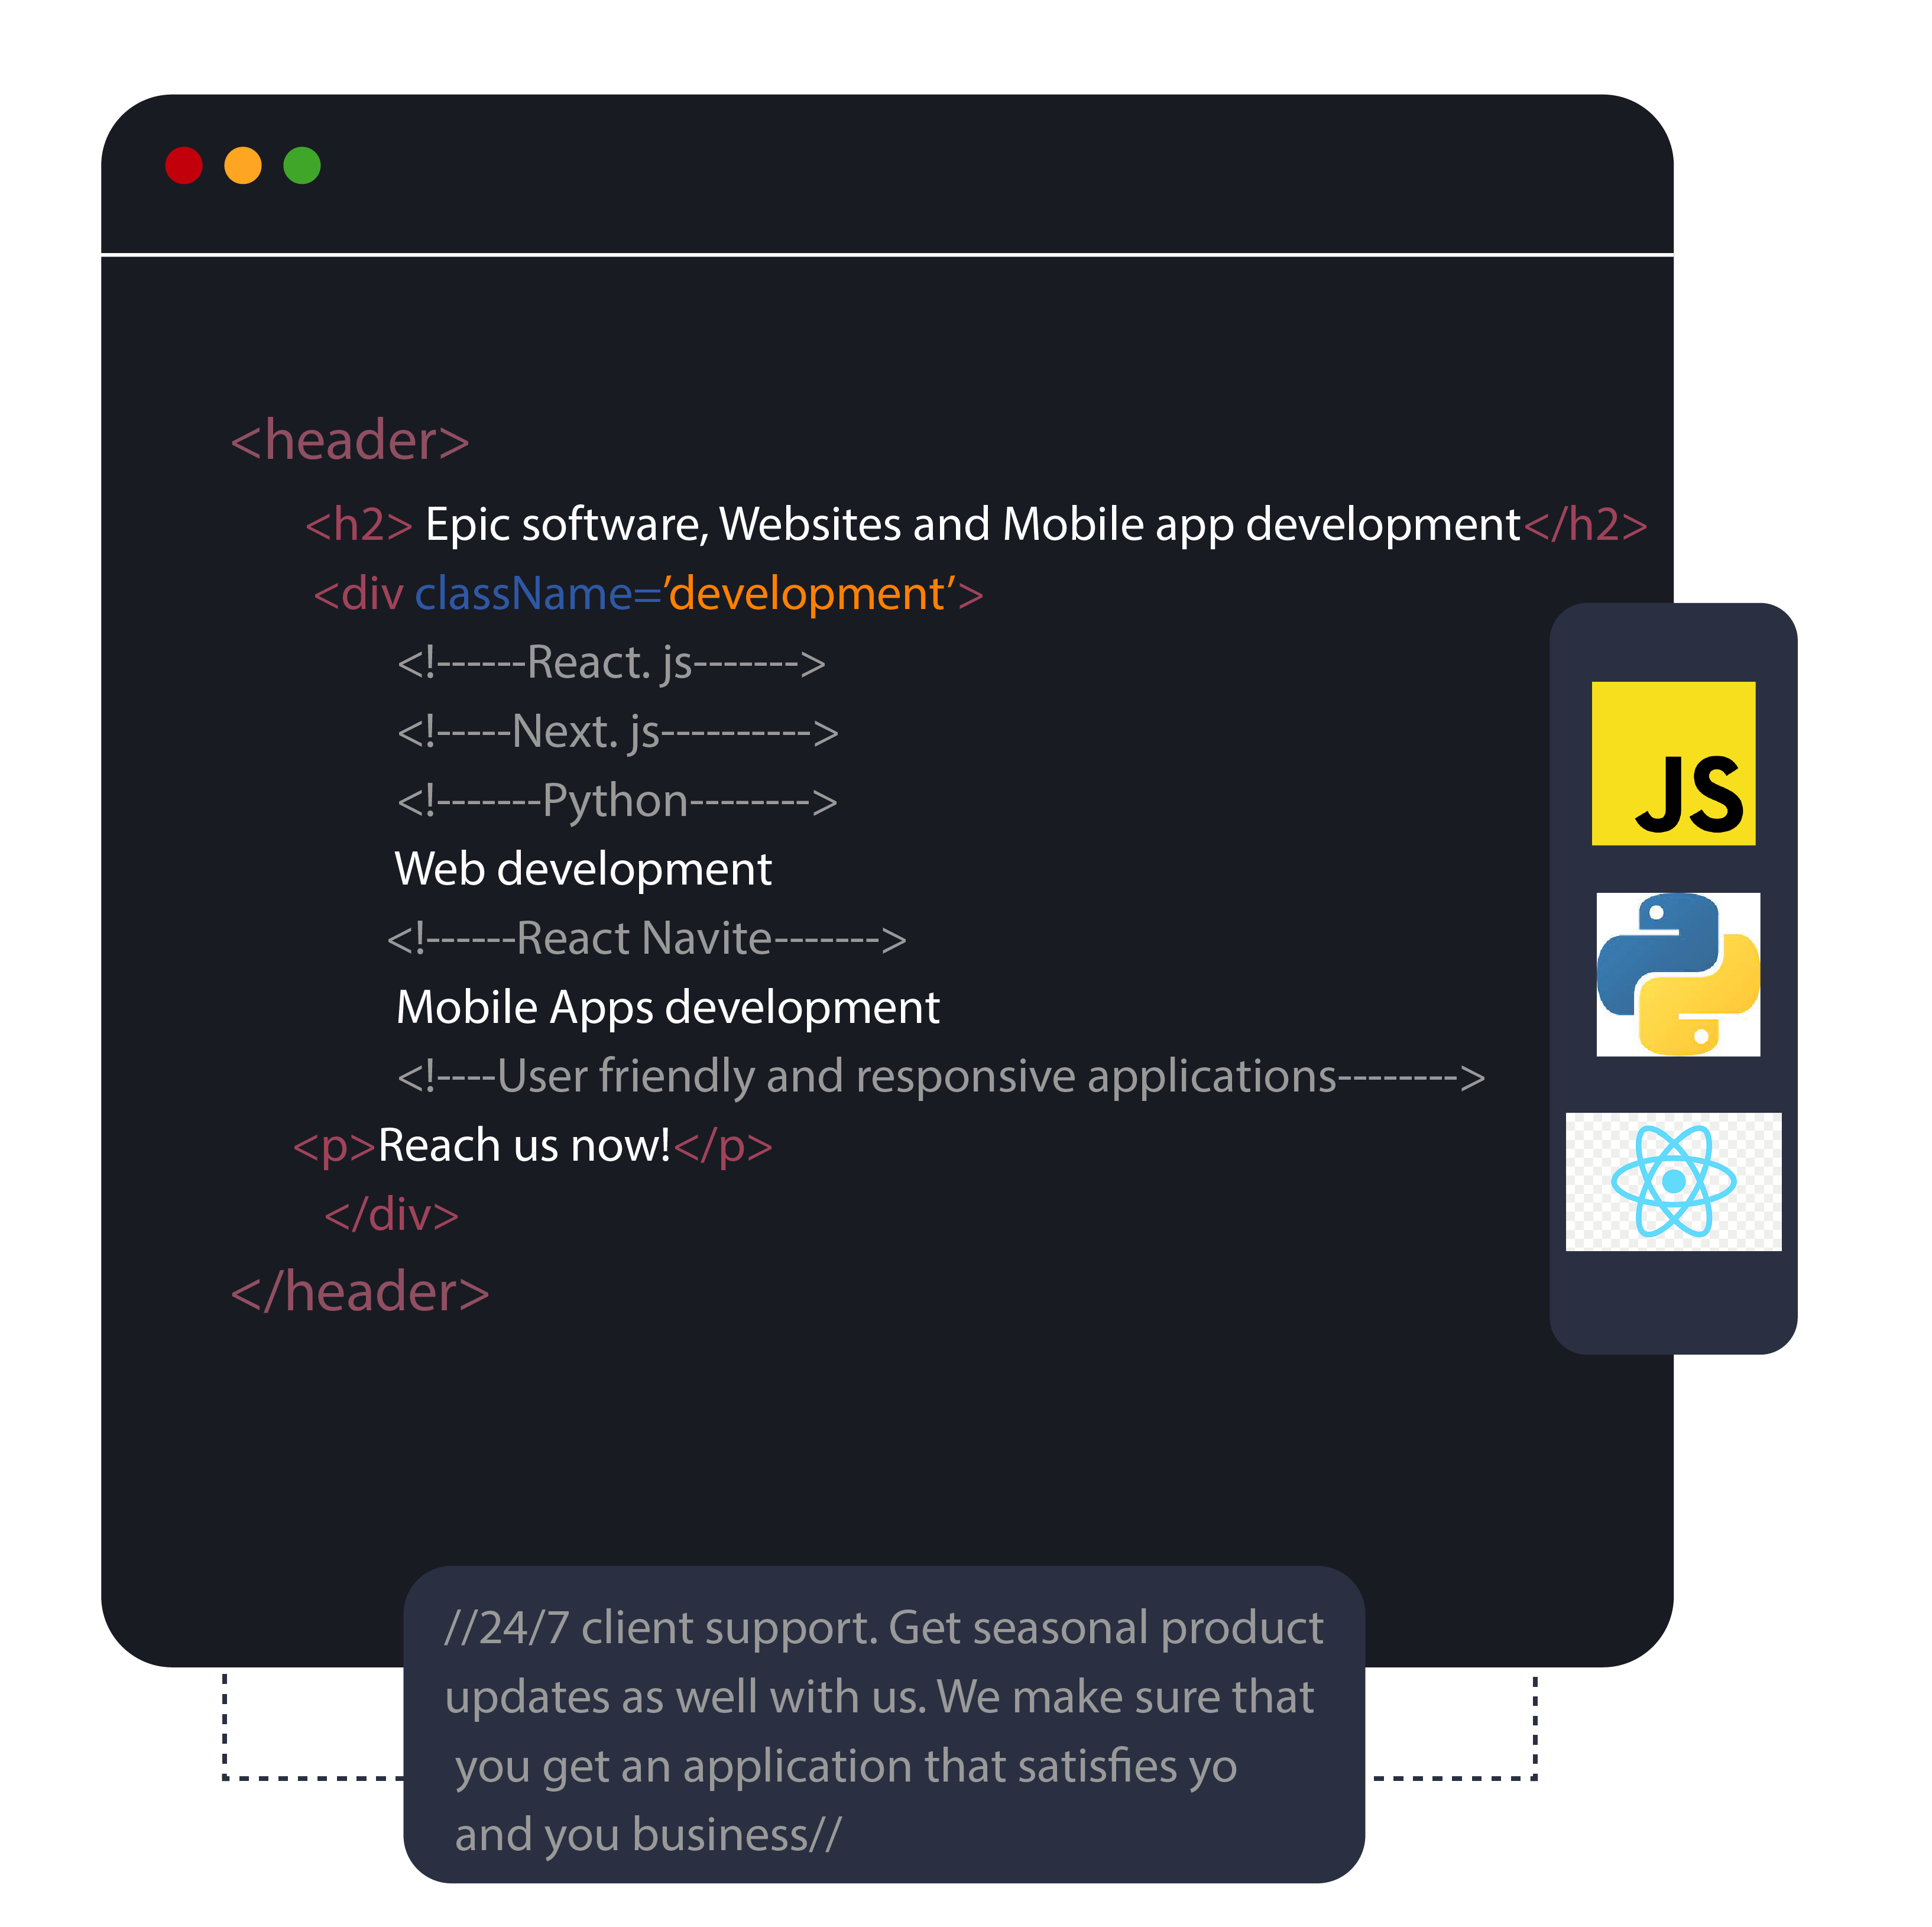 <header>
<h2> Epic software, Websites and Mobile app development</h2>
<div className='development’>
<!------React. js------->
<!-----Next. js---------->
<!-------Python-------->
Web development
<!------React Navite------->
Mobile Apps development
<!----User friendly and responsive applications-------->
<p>Reach us now!</p>
</div>
</header>
JS
//24/7 client support. Get seasonal product
updates as well with us. We make sure that
you get an application that satisfies yo
and you business//